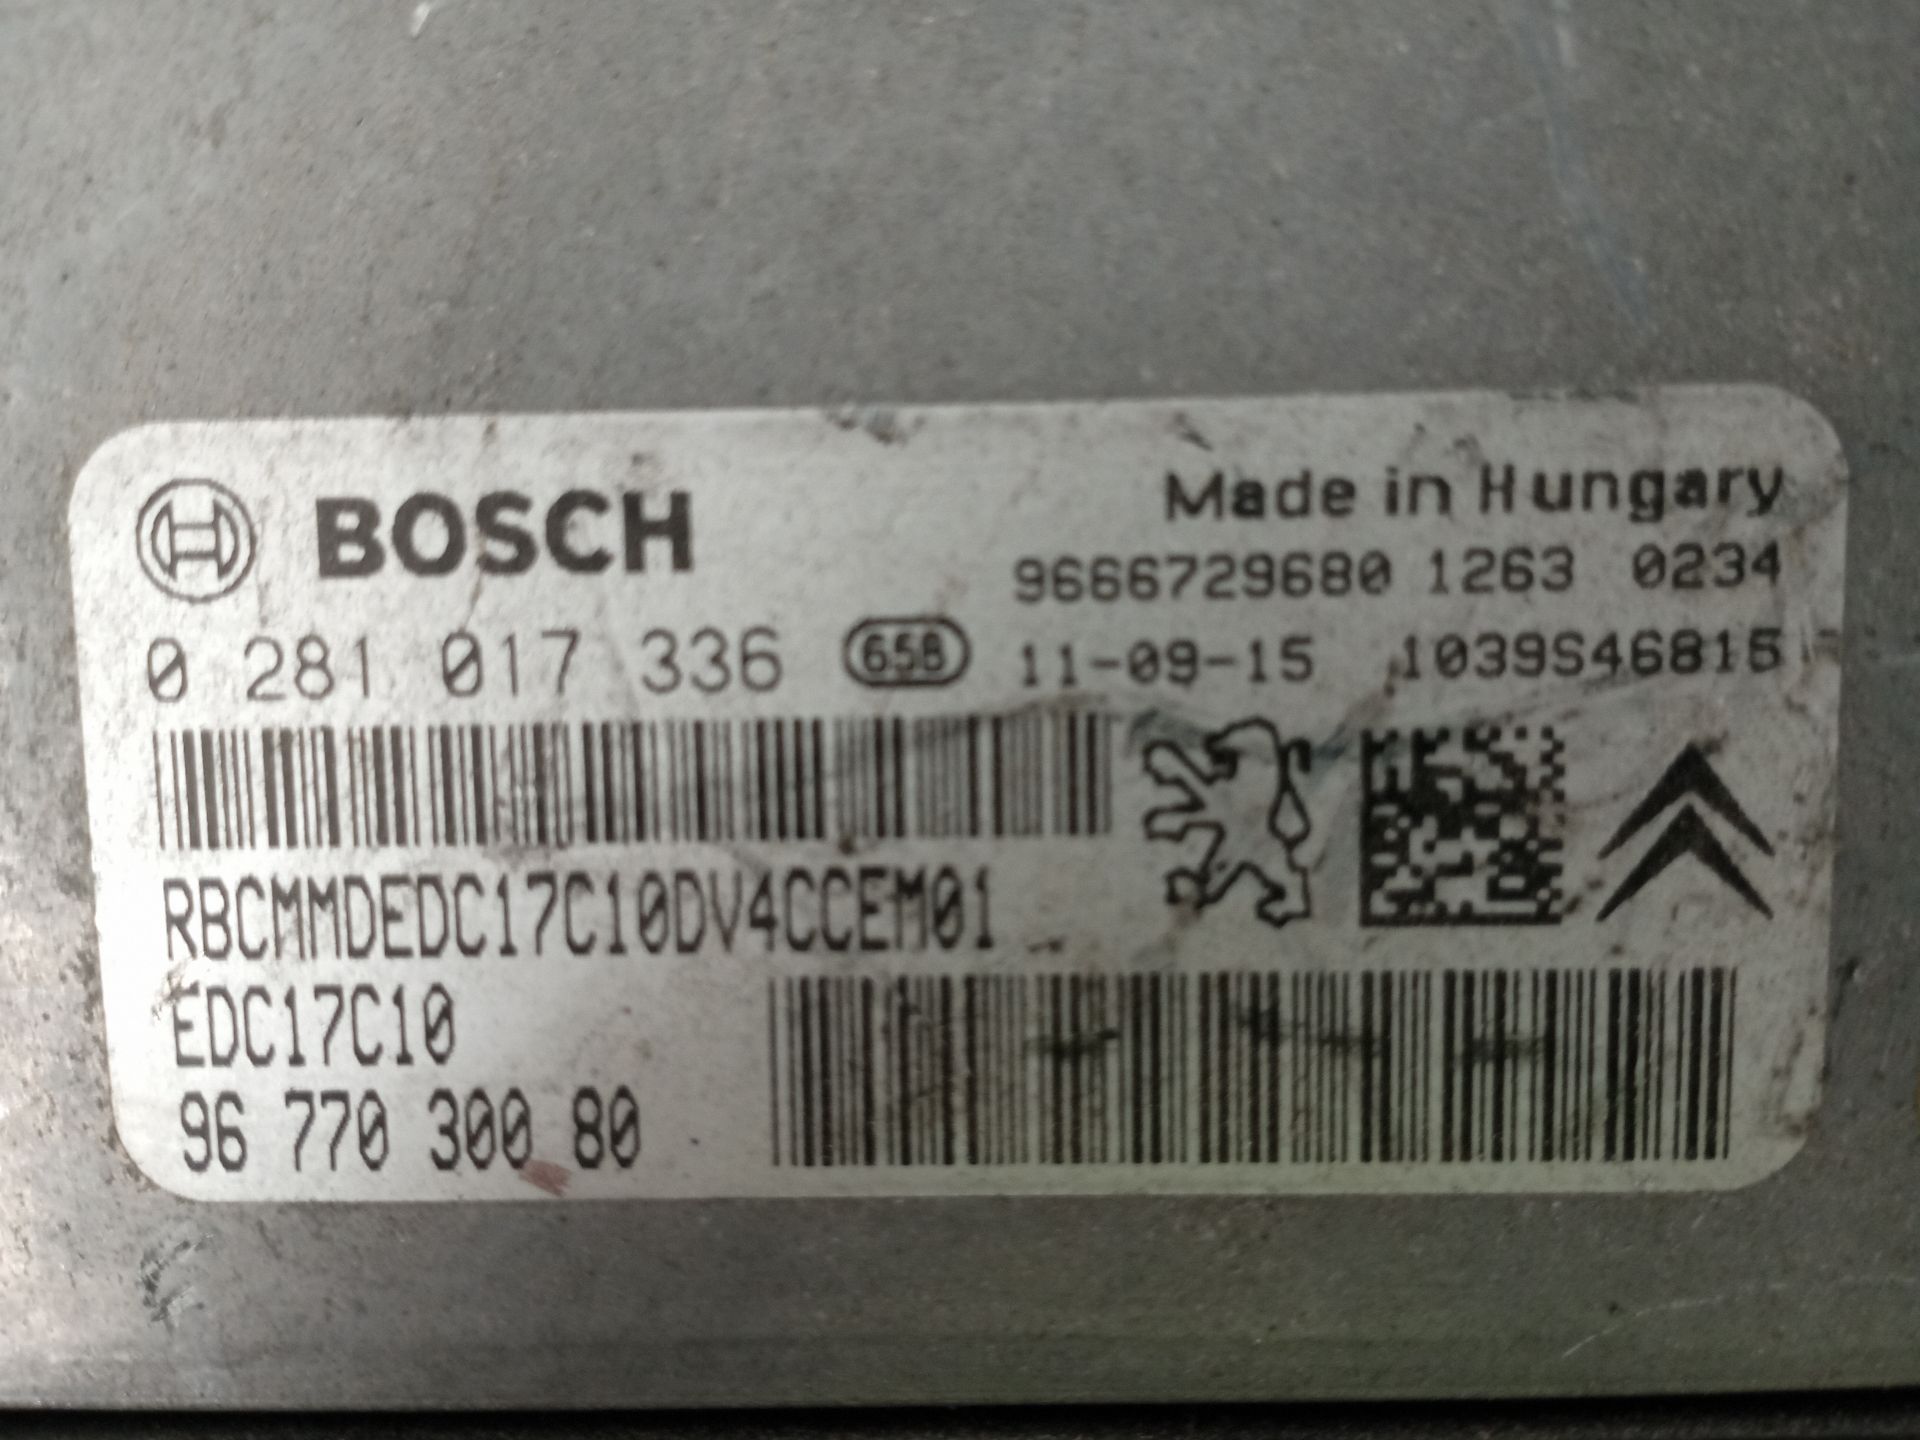 BOSCH
Made in Hungary
9666729680 1263 0234
0 281 017 336 658 11-09-15 1039S46815
RBCMMDEDC17C10DV4CCEM01
EDC17C10
96 770 300 80